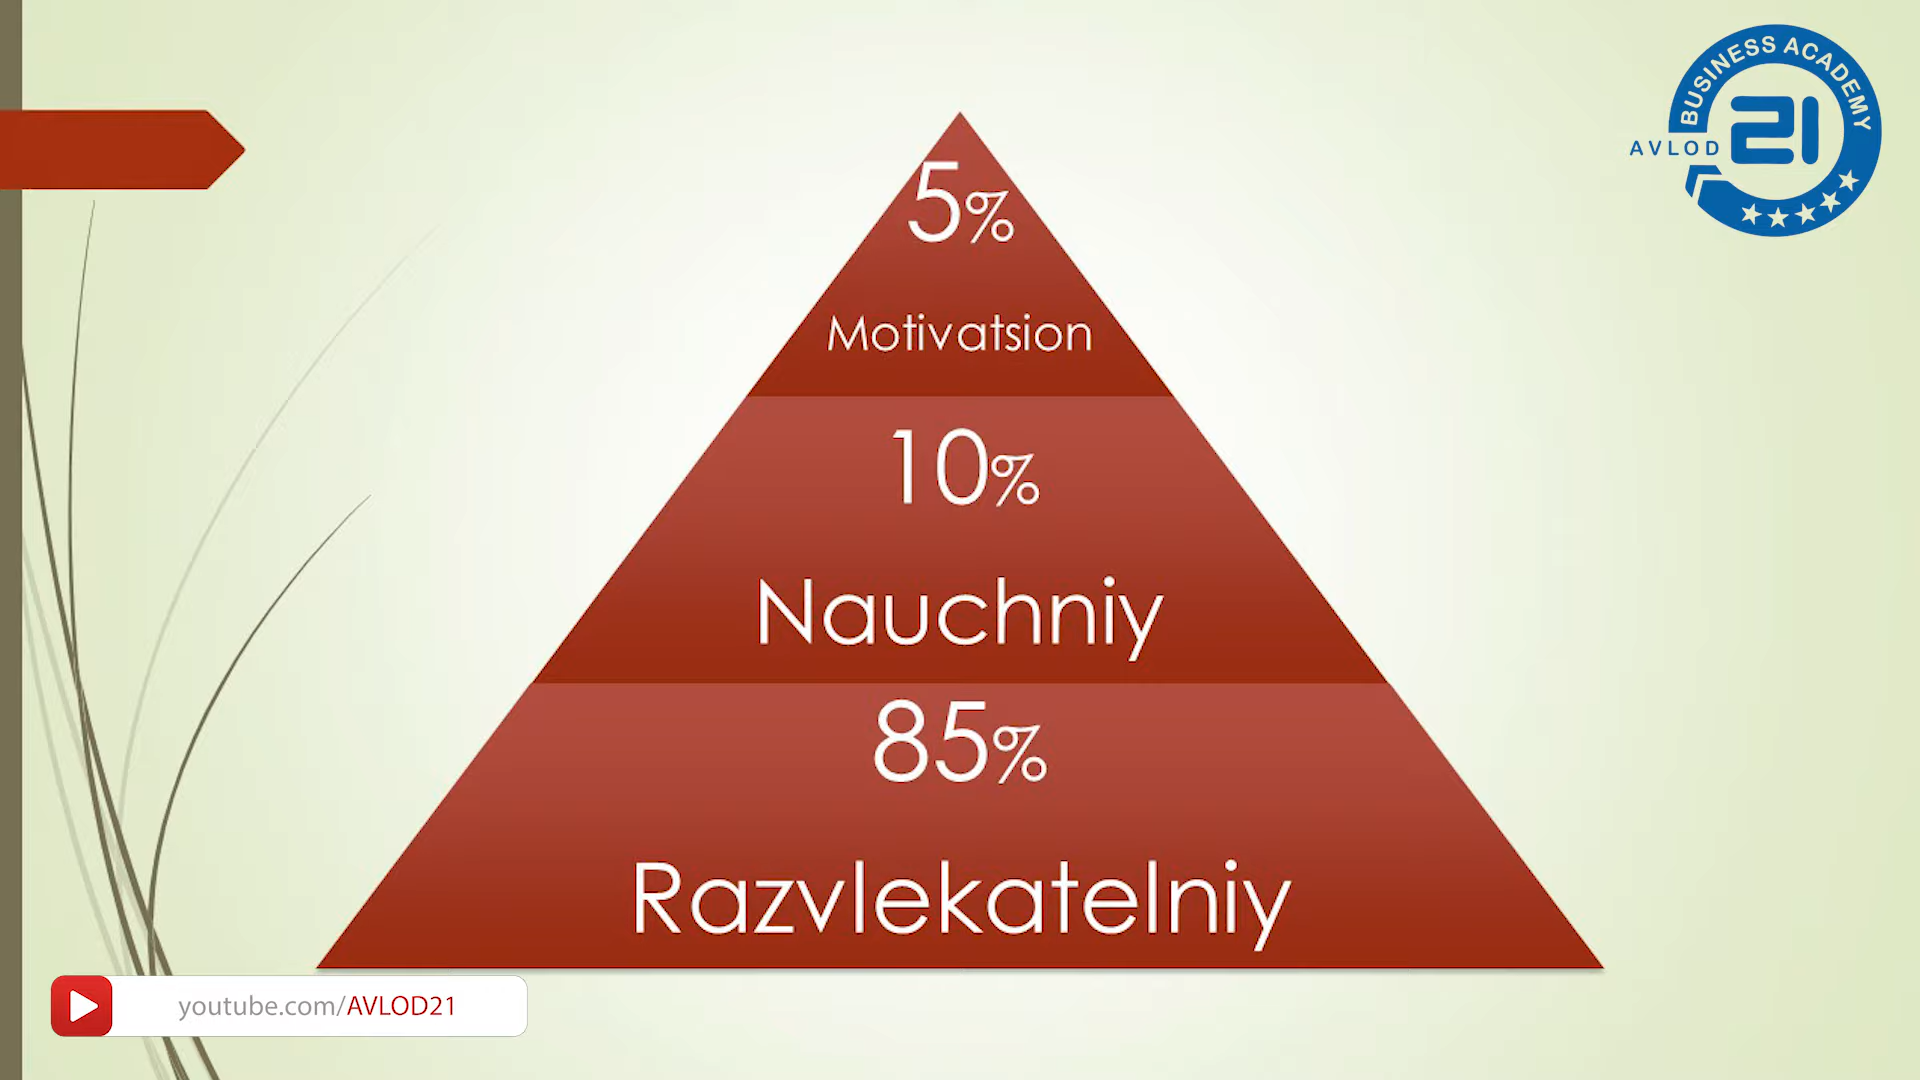 BUSINESS ACADEMY
AVLOD 21
5%
Motivatsion
10%
Nauchniy
85%
Razvlekatelniy
youtube.com/AVLOD21